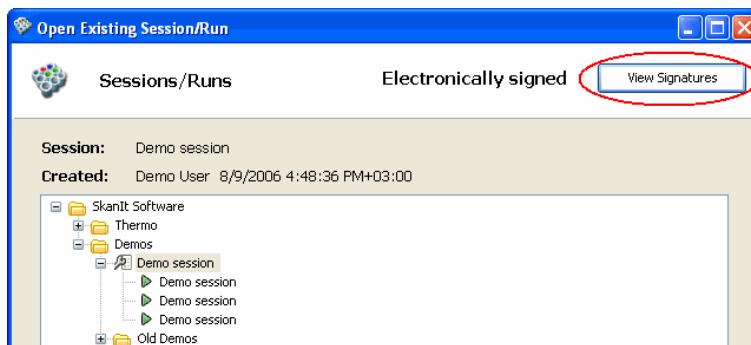 Open Existing Session/Run
Sessions/Runs Electronically signed View Signatures
Session: Demo session
Created: Demo User 8/9/2006 4:48:36 PM+03:00
SkanIt Software
Thermo
Demos
Demo session
Demo session
Demo session
Demo session
Old Demos